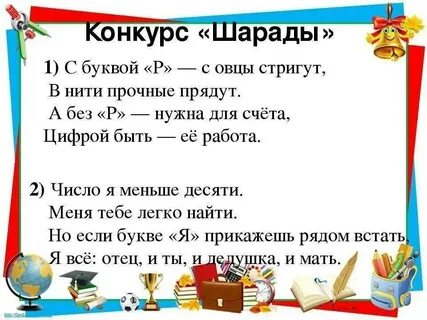 Конкурс «Шарады»
1) С буквой «Р» — с овцы стригут,
В нити прочные прядут.
А без «Р» — нужна для счёта,
Цифрой быть — её работа.
2) Число я меньше десяти.
Меня тебе легко найти.
Но если букве «Я» прикажешь рядом встать,
Я всё: отец, и ты, и дедушка, и мать.